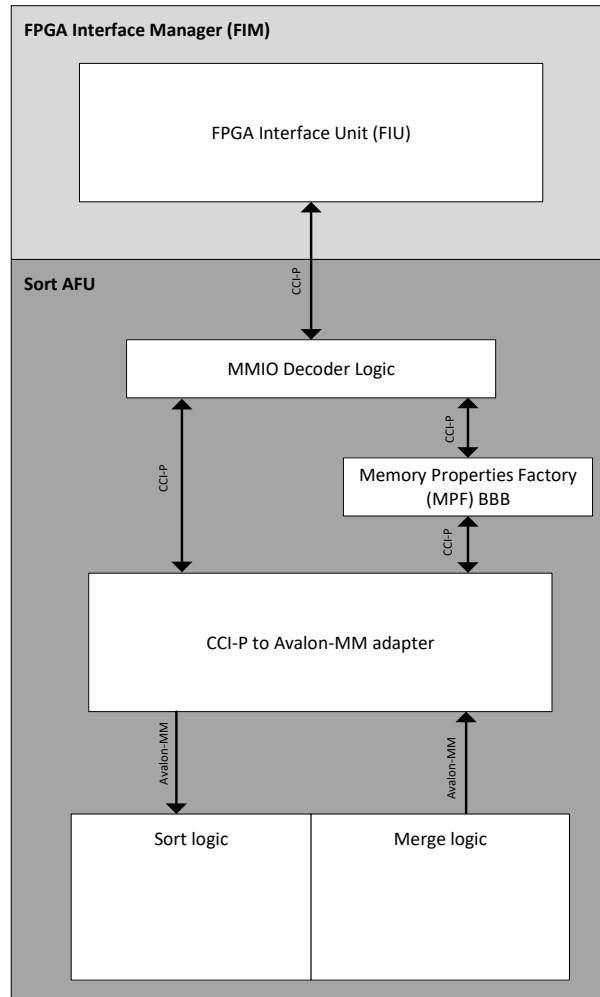 FPGA Interface Manager (FIM)
FPGA Interface Unit (FIU)
CCI-P
Sort AFU
MMIO Decoder Logic
CCI-P
CCI-P
Memory Properties Factory
(MPF) BBB
CCI-P
CCI-P to Avalon-MM adapter
Avalon-MM
Avalon-MM
Sort logic
Merge logic